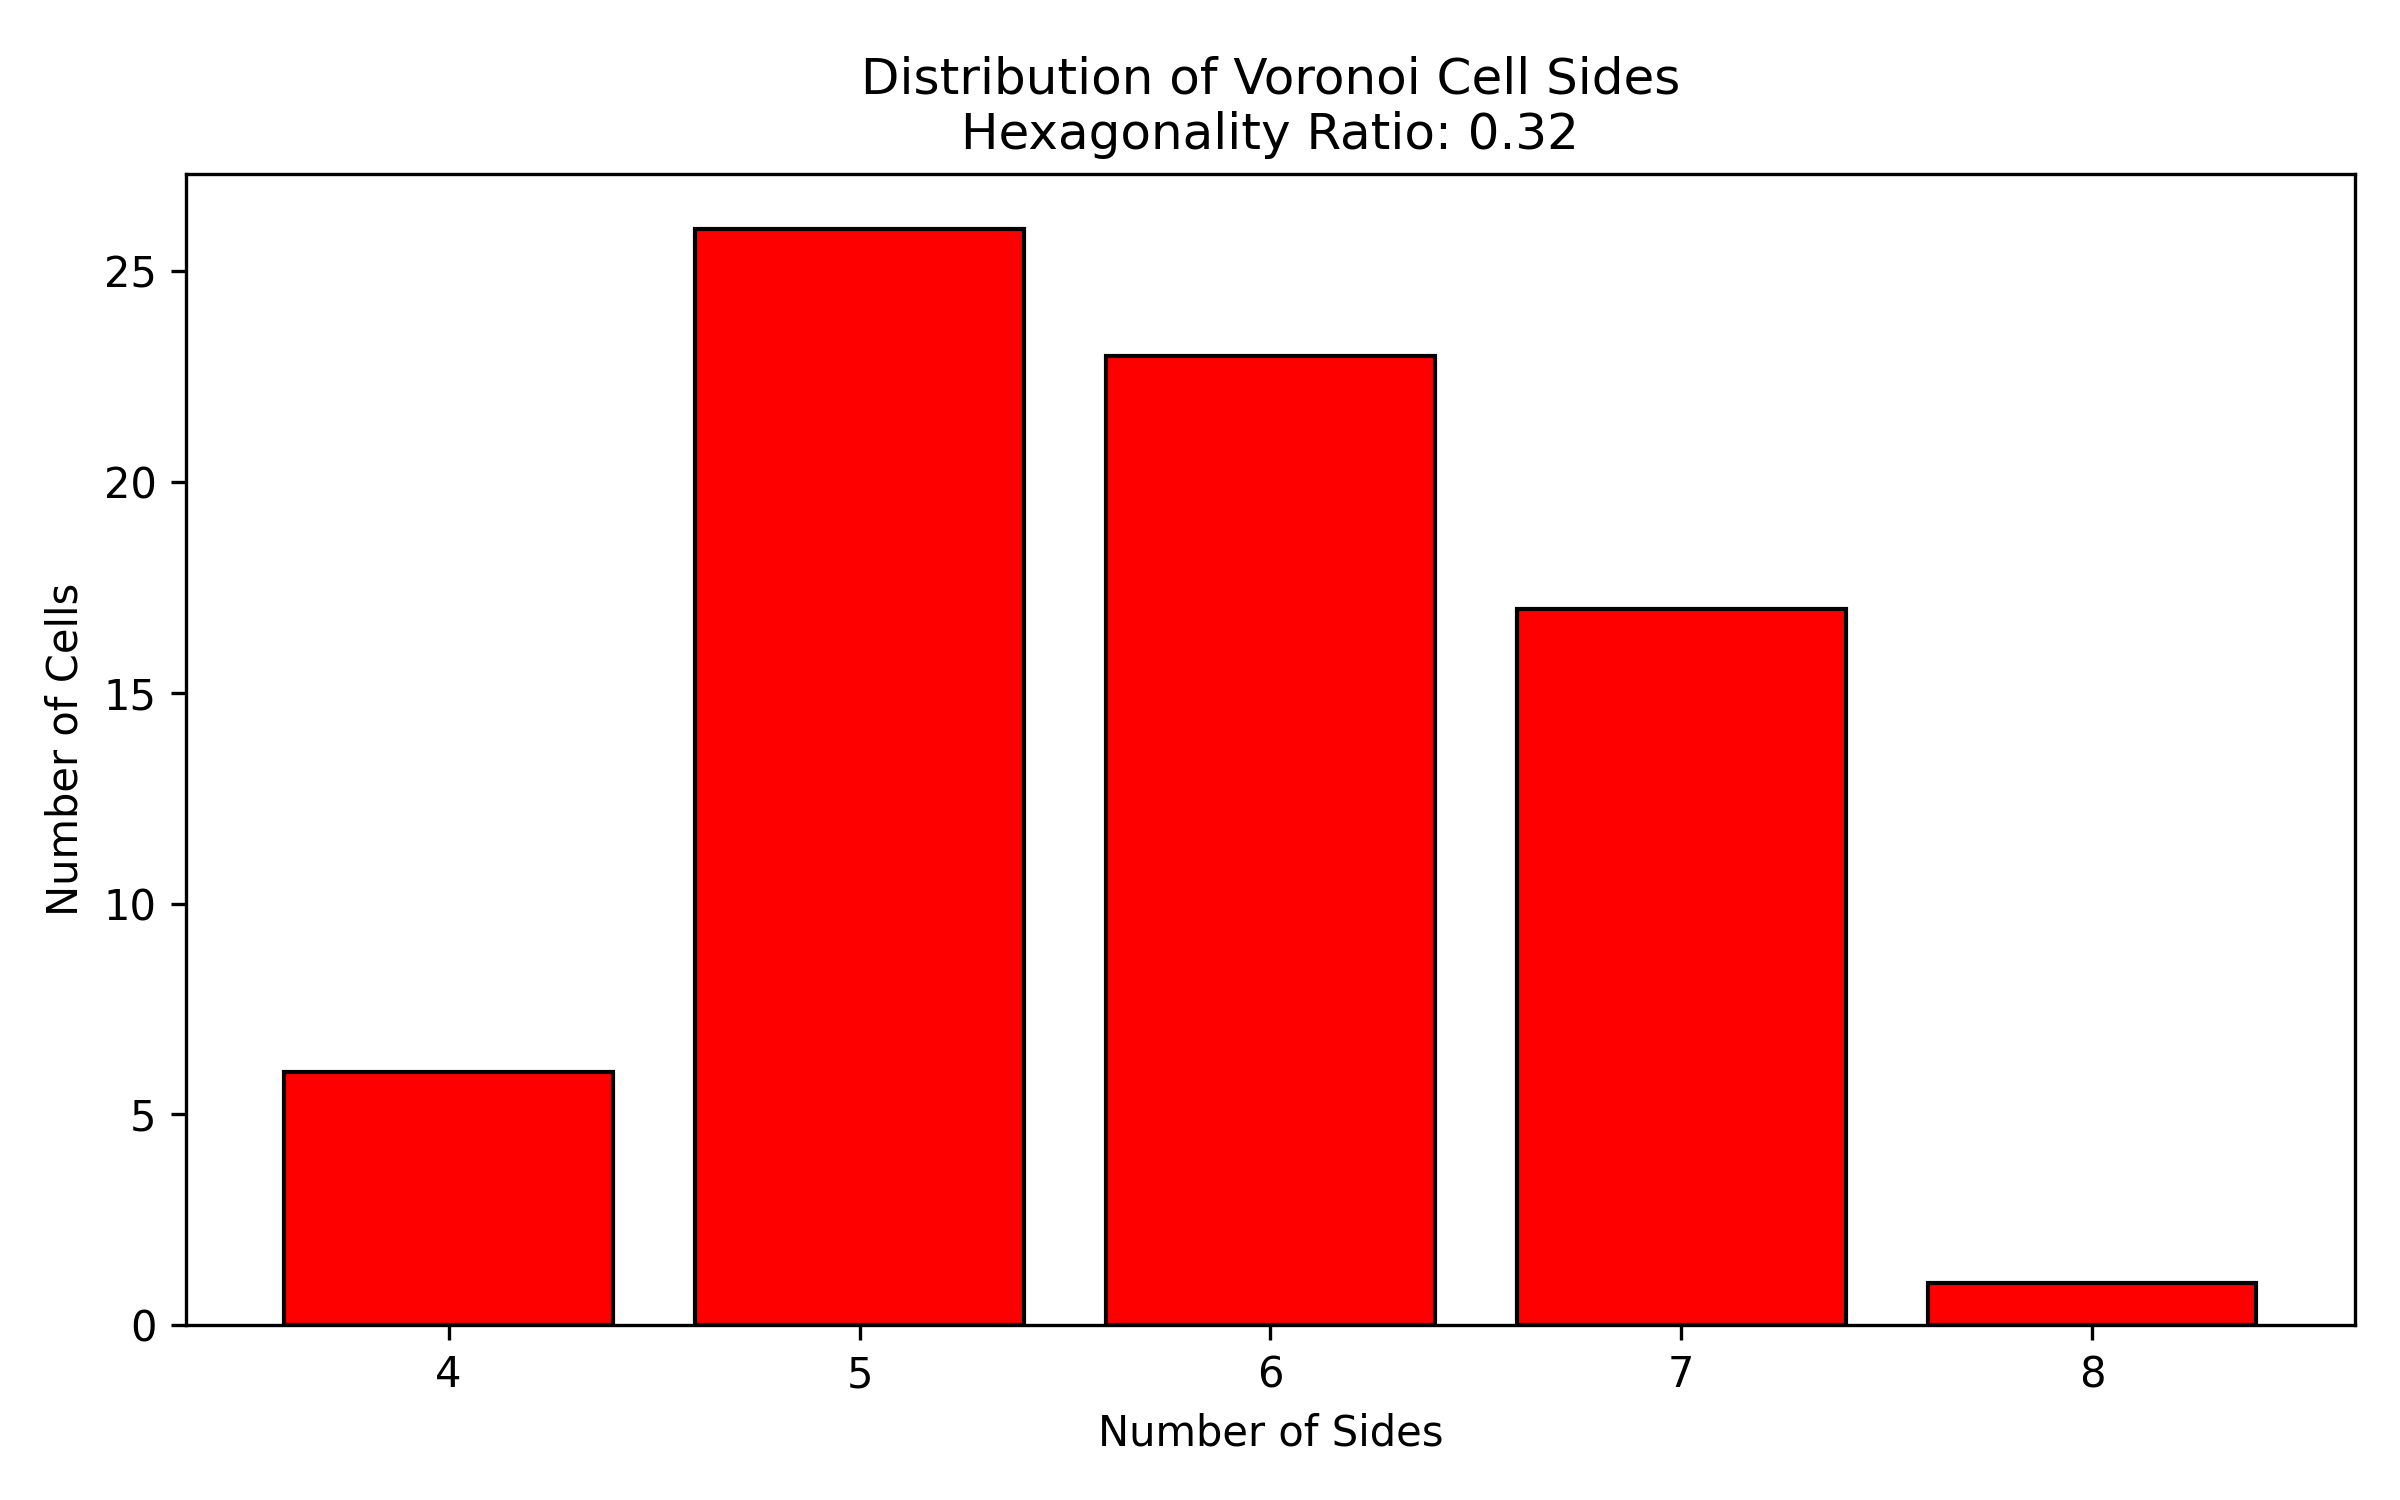 Distribution of Voronoi Cell Sides
Hexagonality Ratio: 0.32
Number of Cells
25
20
15
10
5
0
4 5 6 7 8
Number of Sides